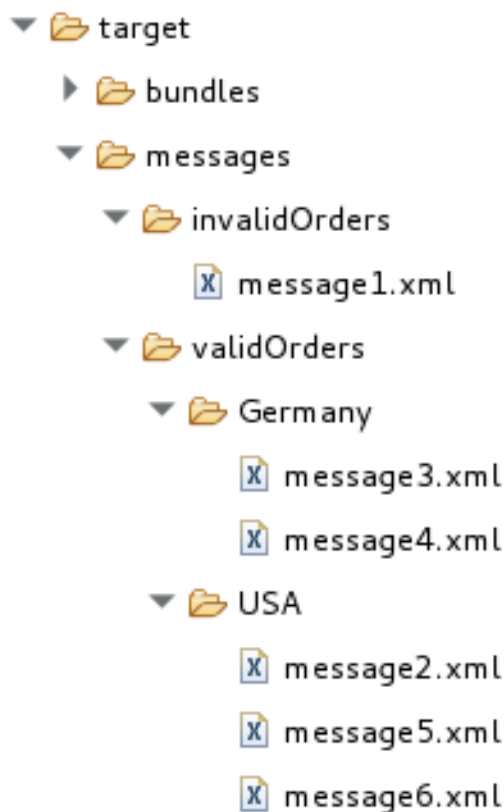 target
bundles
messages
invalidOrders
message1.xml
validOrders
Germany
message3.xml
message4.xml
USA
message2.xml
message5.xml
message6.xml